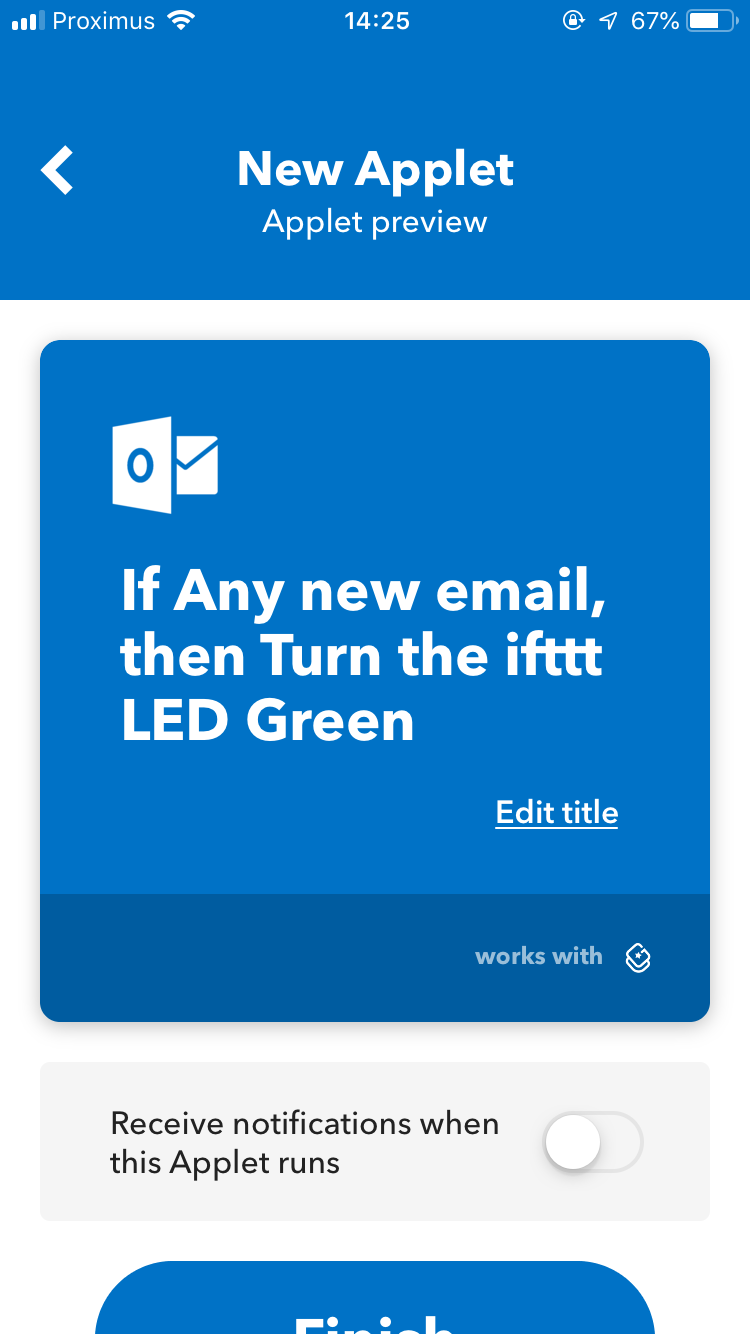 Proximus 14:25 67%
New Applet
Applet preview
If Any new email,
then Turn the ifttt
LED Green
Edit title
works with
Receive notifications when
this Applet runs
Finish